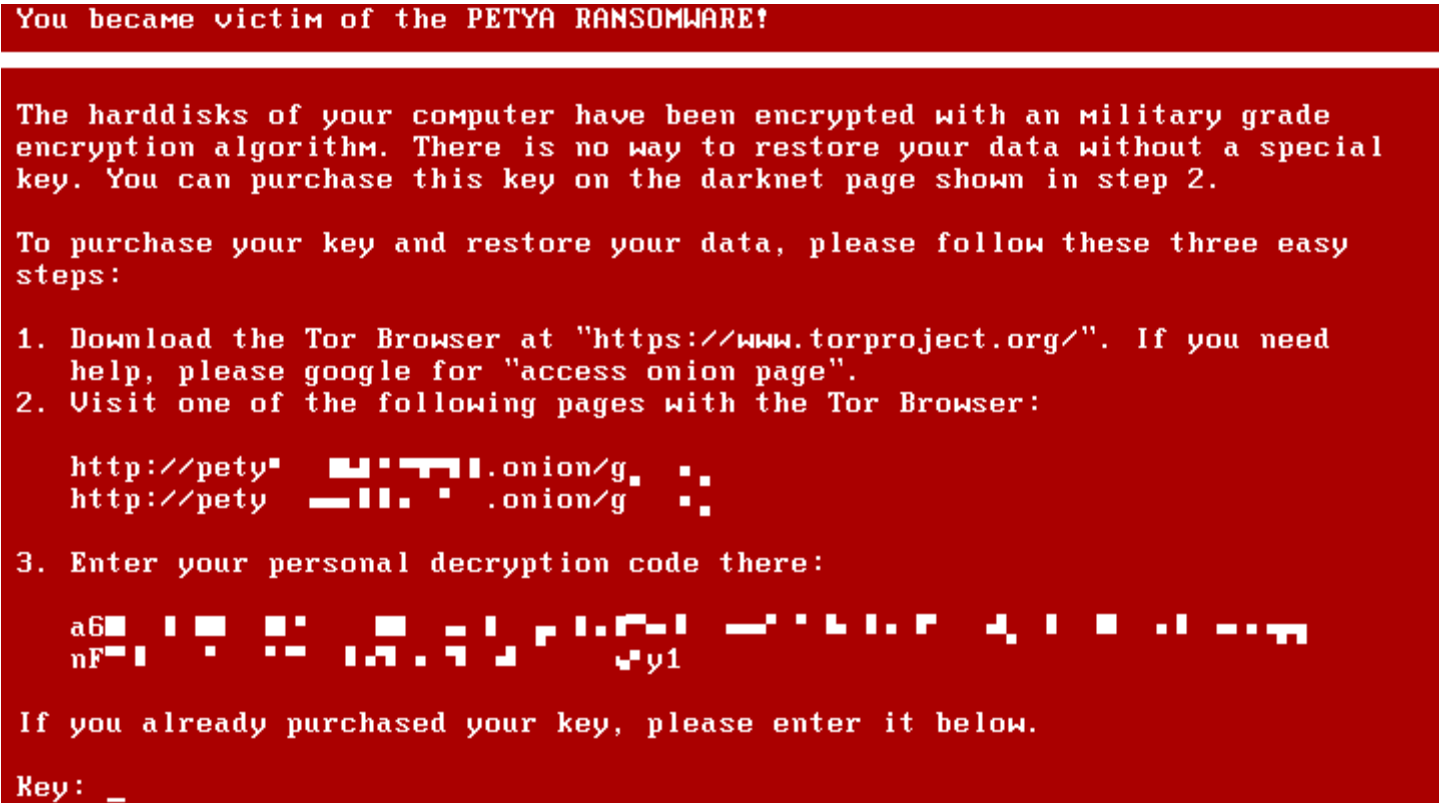 You became victim of the PETYA RANSOMWARE!
The harddisks of your computer have been encrypted with an military grade
encryption algorithm. There is no way to restore your data without a special
key. You can purchase this key on the darknet page shown in step 2.
To purchase your key and restore your data, please follow these three easy
steps:
1. Download the Tor Browser at "https://www.torproject.org/". If you need
help, please google for "access onion page".
2. Visit one of the following pages with the Tor Browser:
http://pety .onion/g
http://pety .onion/g
3. Enter your personal decryption code there:
a6
nF y1
If you already purchased your key, please enter it below.
Key: _